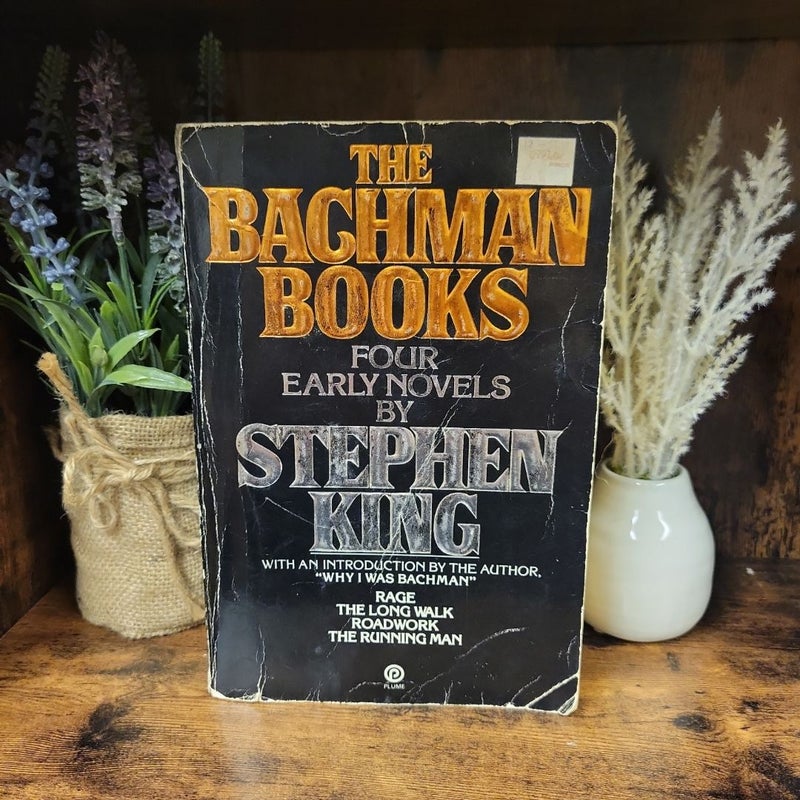 THE
BACHMAN
BOOKS
FOUR
EARLY NOVELS
BY
STEPHEN
KING
WITH AN INTRODUCTION BY THE AUTHOR,
"WHY I WAS BACHMAN"
RAGE
THE LONG WALK
ROADWORK
THE RUNNING MAN
PLUME